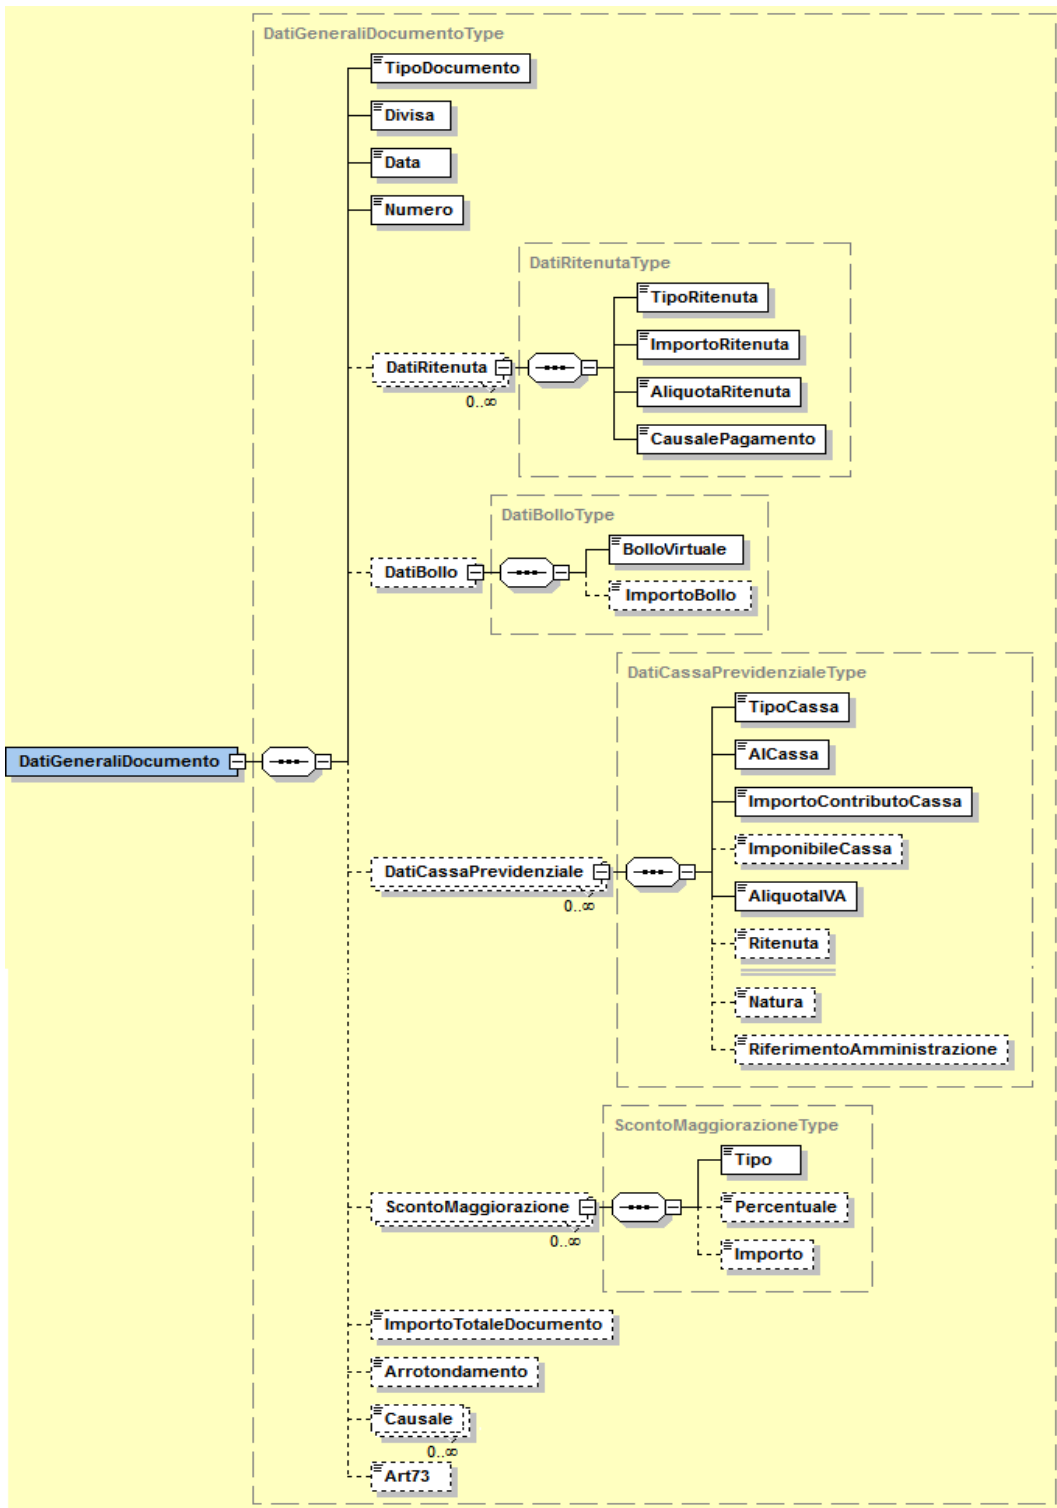 DatiGeneraliDocumentoType
TipoDocumento
Divisa
Data
Numero
DatiRitenutaType
TipoRitenuta
ImportoRitenuta
DatiRitenuta
0..∞
AliquotaRitenuta
CausalePagamento
DatiBolloType
BolloVirtuale
DatiBollo
ImportoBollo
DatiCassaPrevidenzialeType
TipoCassa
AlCassa
DatiGeneraliDocumento
ImportoContributoCassa
ImponibileCassa
DatiCassaPrevidenziale
0..∞
AliquotaIVA
Ritenuta
Natura
RiferimentoAmministrazione
ScontoMaggiorazioneType
Tipo
ScontoMaggiorazione
0..∞
Percentuale
Importo
ImportoTotaleDocumento
Arrotondamento
Causale
0..∞
Art73